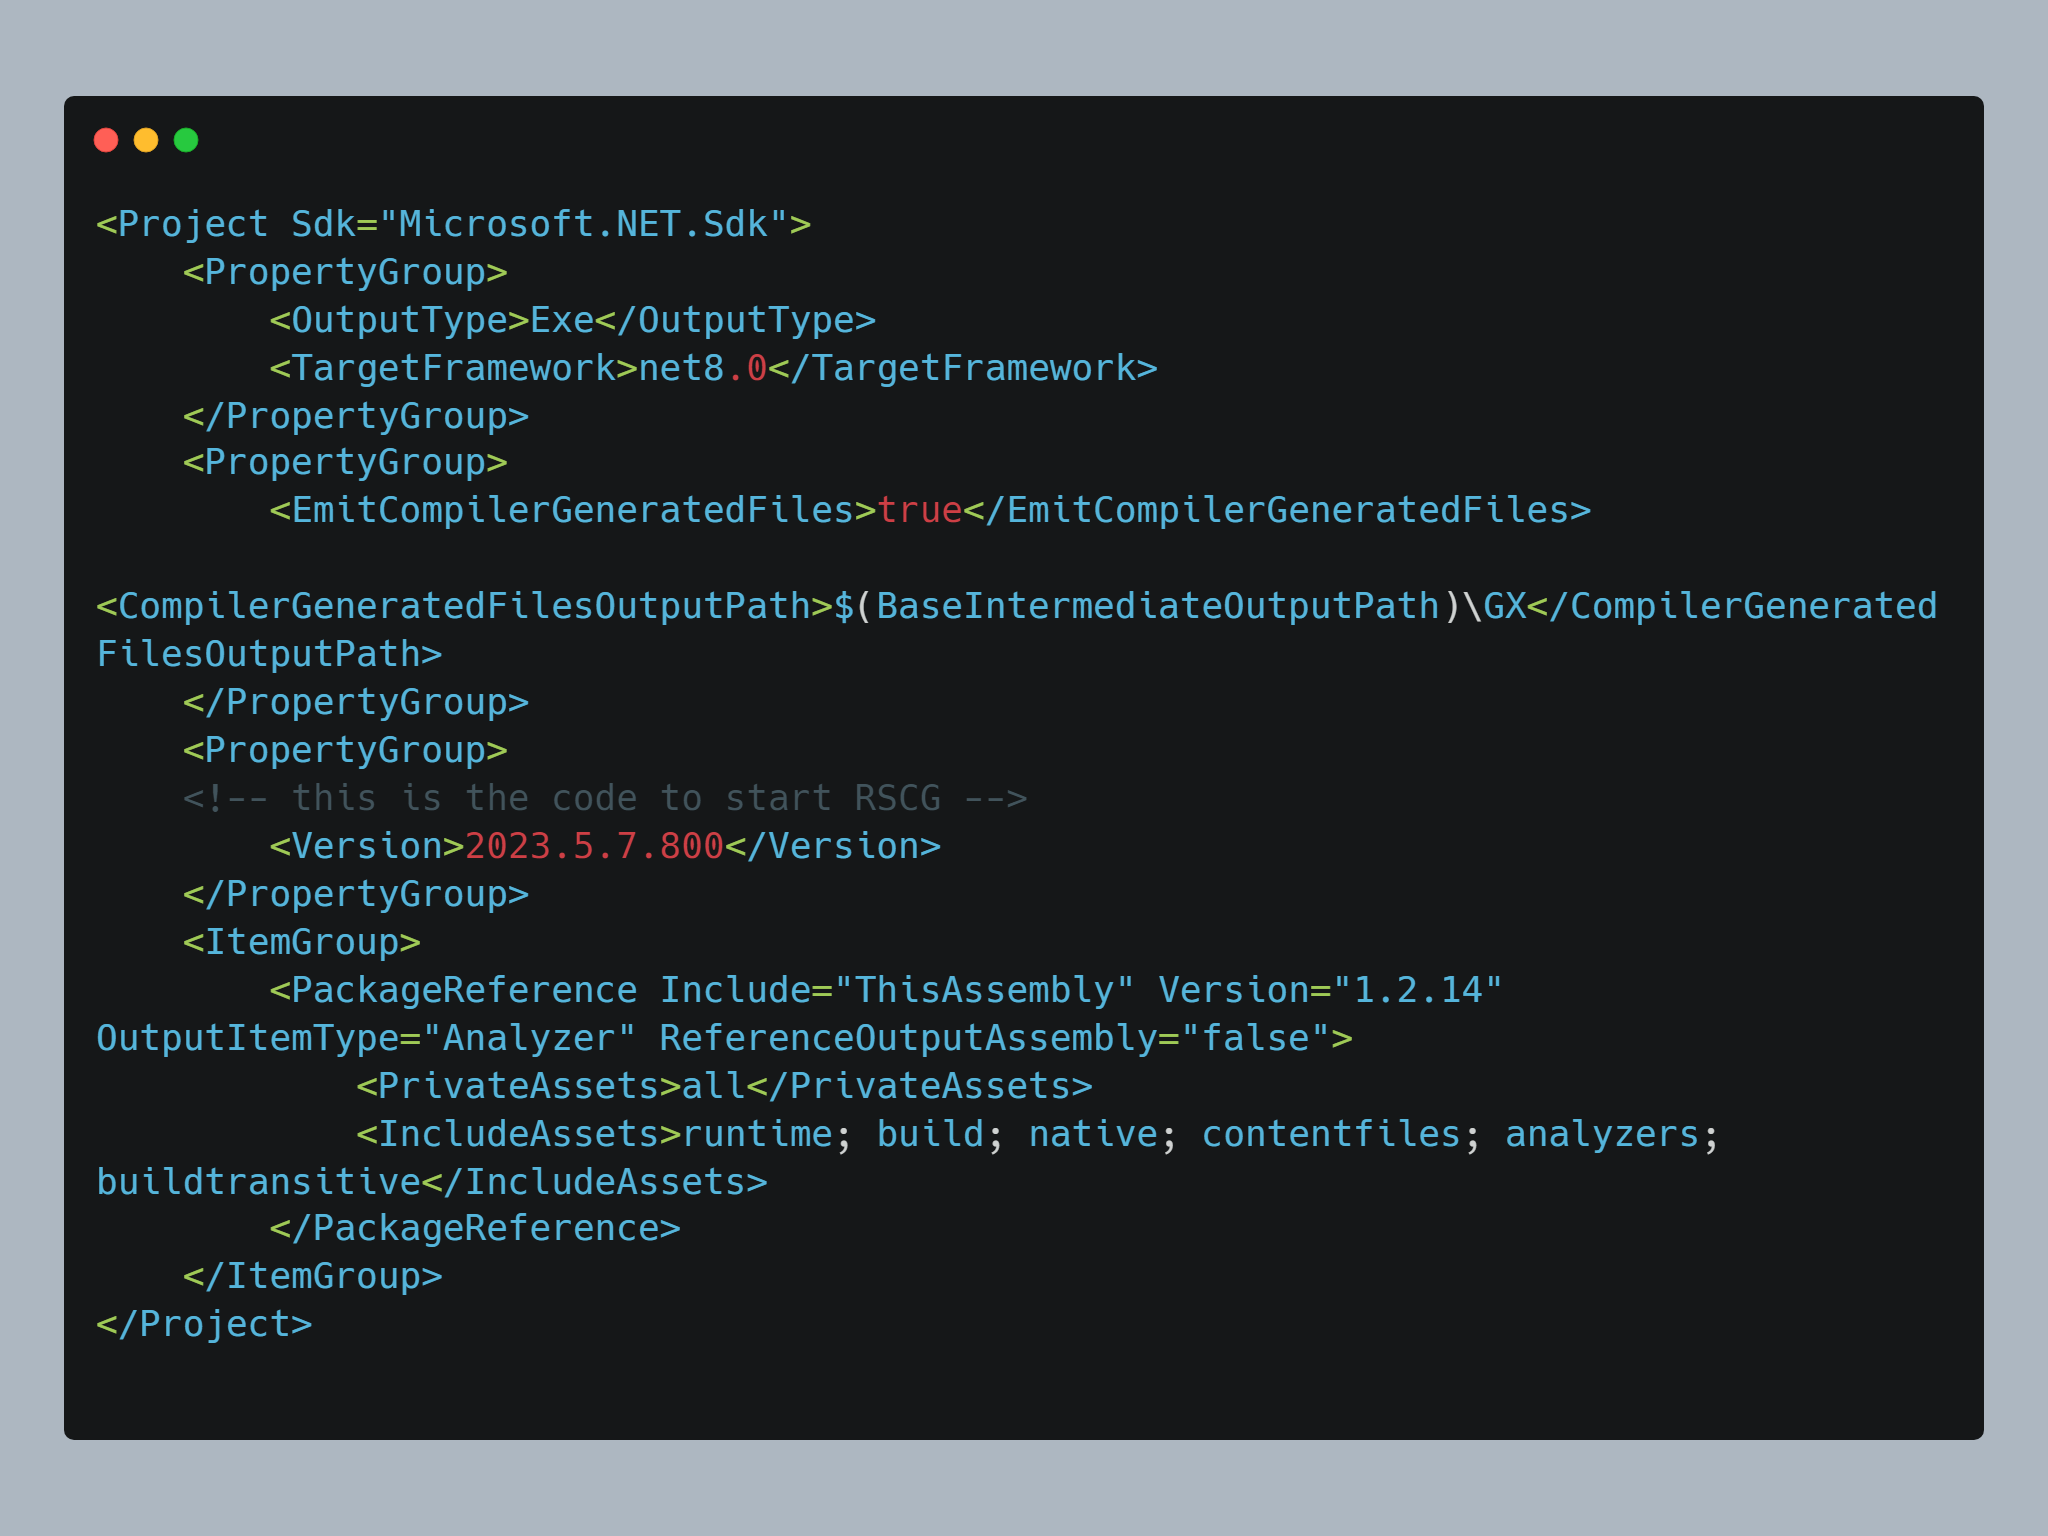 <Project Sdk="Microsoft.NET.Sdk">
    <PropertyGroup>
        <OutputType>Exe</OutputType>
        <TargetFramework>net8.0</TargetFramework>
    </PropertyGroup>
    <PropertyGroup>
        <EmitCompilerGeneratedFiles>true</EmitCompilerGeneratedFiles>

<CompilerGeneratedFilesOutputPath>$(BaseIntermediateOutputPath)\GX</CompilerGenerated
FilesOutputPath>
    </PropertyGroup>
    <PropertyGroup>
    <!-- this is the code to start RSCG -->
        <Version>2023.5.7.800</Version>
    </PropertyGroup>
    <ItemGroup>
        <PackageReference Include="ThisAssembly" Version="1.2.14"
OutputItemType="Analyzer" ReferenceOutputAssembly="false">
            <PrivateAssets>all</PrivateAssets>
            <IncludeAssets>runtime; build; native; contentfiles; analyzers;
buildtransitive</IncludeAssets>
        </PackageReference>
    </ItemGroup>
</Project>